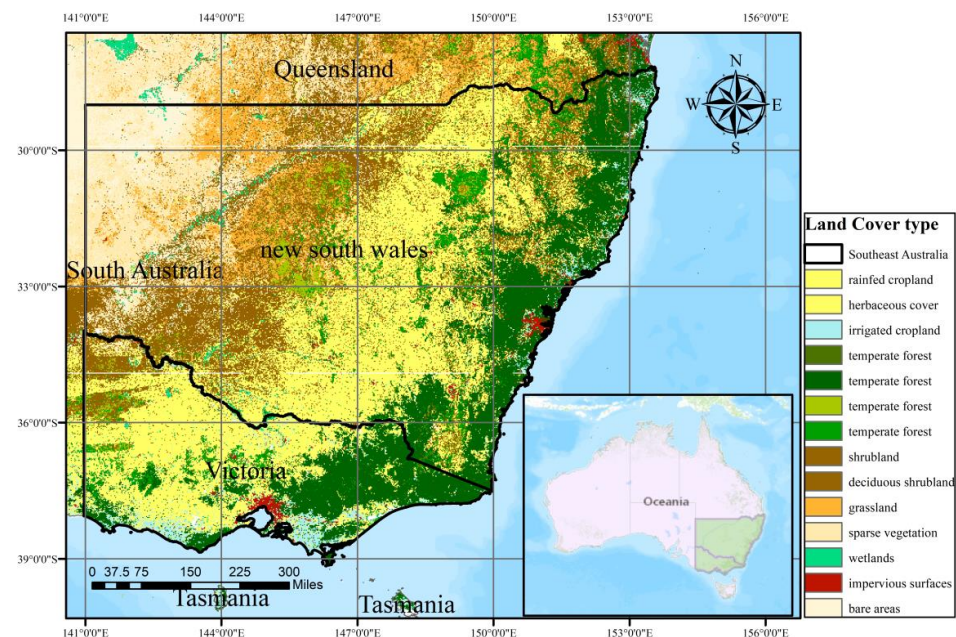 141°0'0"E 144°0'0"E 147°0'0"E 150°0'0"E 153°0'0"E 156°0'0"E
Queensland
N
W E
S
30°0'0"S
new south wales
South Australia
33°0'0"S
36°0'0"S
Victoria
39°0'0"S
0 37.5 75 150 225 300
Miles
Tasmania
Tasmania
141°0'0"E 144°0'0"E 147°0'0"E 150°0'0"E 153°0'0"E 156°0'0"E
Oceania
Land Cover type
Southeast Australia
rainfed cropland
herbaceous cover
irrigated cropland
temperate forest
temperate forest
temperate forest
temperate forest
shrubland
deciduous shrubland
grassland
sparse vegetation
wetlands
impervious surfaces
bare areas